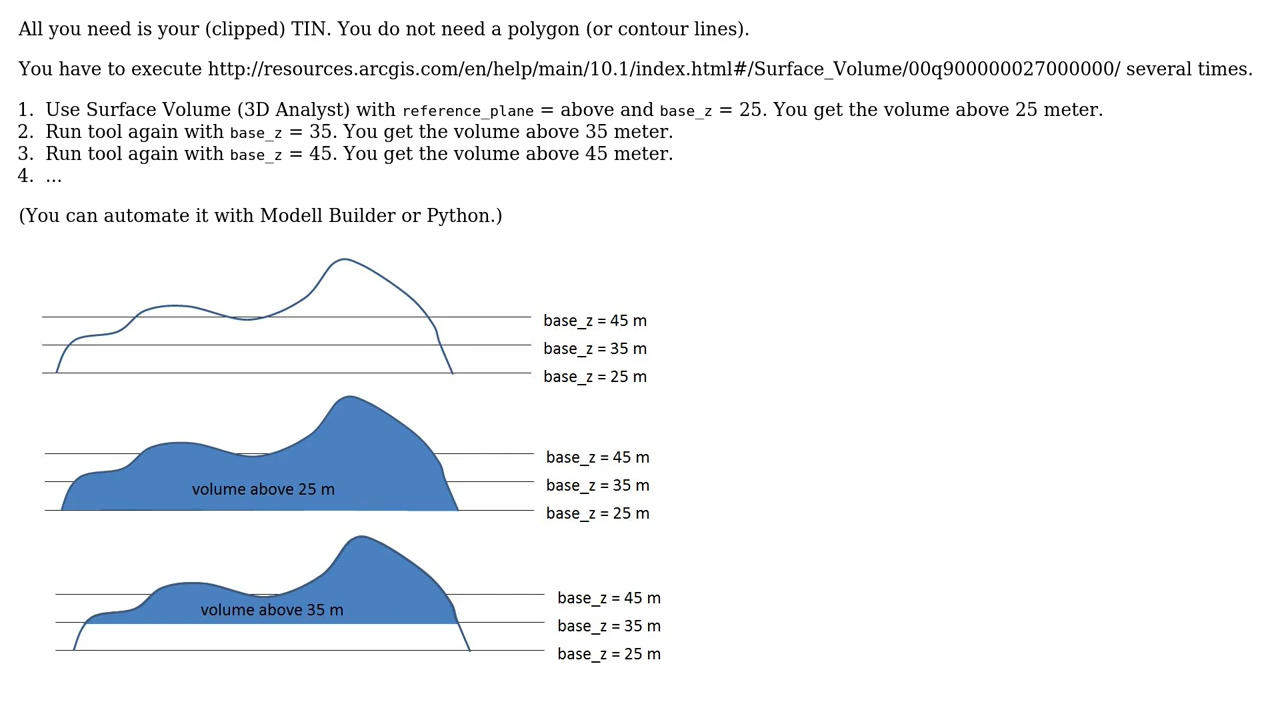 All you need is your (clipped) TIN. You do not need a polygon (or contour lines).
You have to execute http://resources.arcgis.com/en/help/main/10.1/index.html#/Surface_Volume/00q900000027000000/ several times.
1. Use Surface Volume (3D Analyst) with reference_plane = above and base_z = 25. You get the volume above 25 meter.
2. Run tool again with base_z = 35. You get the volume above 35 meter.
3. Run tool again with base_z = 45. You get the volume above 45 meter.
4. ...
(You can automate it with Modell Builder or Python.)
base_z = 45 m
base_z = 35 m
base_z = 25 m
base_z = 45 m
volume above 25 m
base_z = 35 m
base_z = 25 m
base_z = 45 m
volume above 35 m
base_z = 35 m
base_z = 25 m